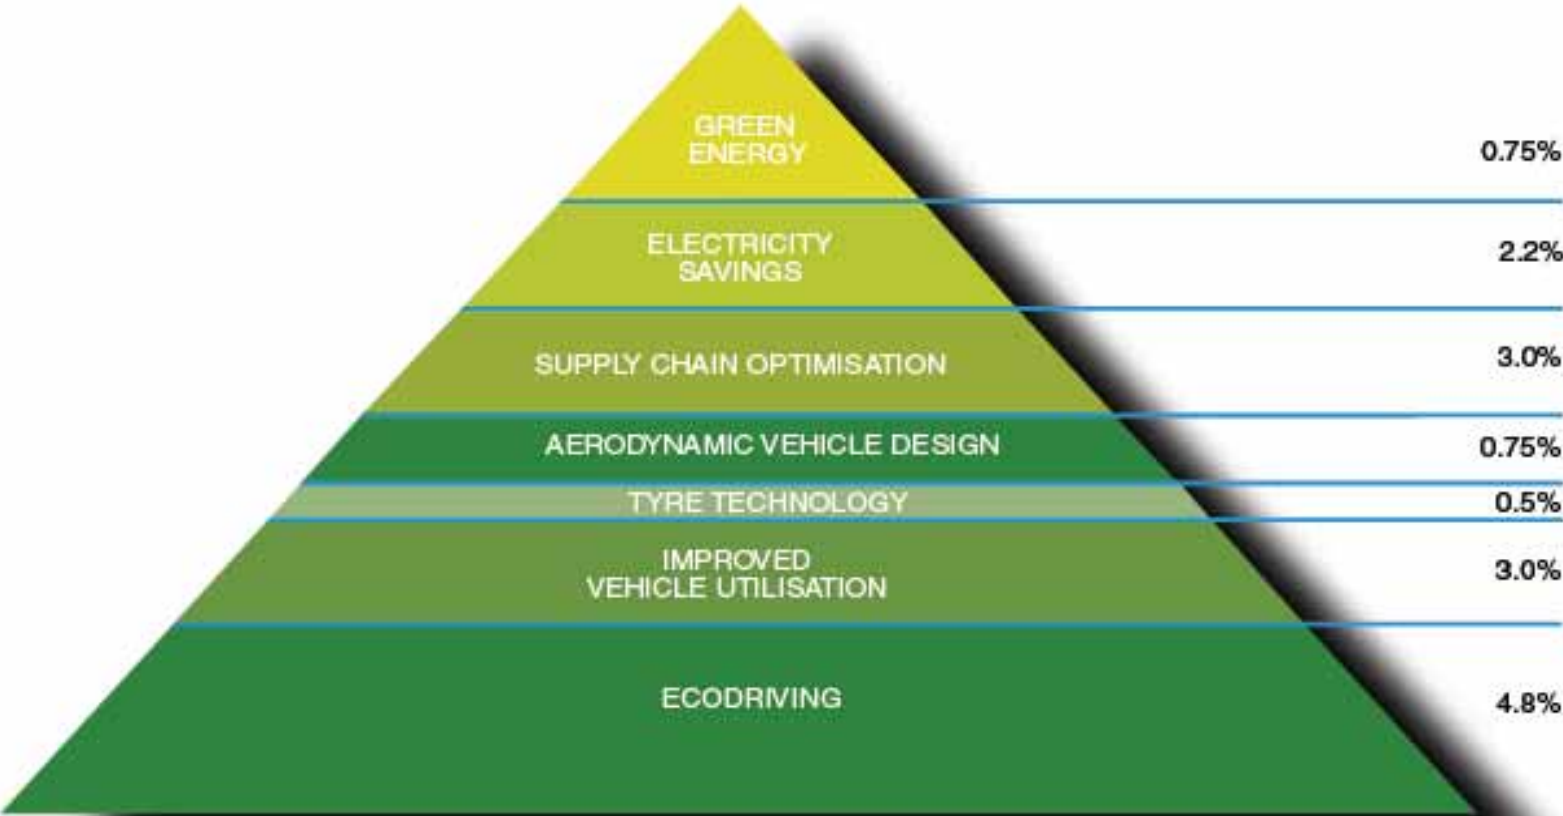 GREEN
ENERGY
0.75%
ELECTRICITY
SAVINGS
2.2%
SUPPLY CHAIN OPTIMISATION
3.0%
AERODYNAMIC VEHICLE DESIGN
0.75%
TYRE TECHNOLOGY
0.5%
IMPROVED
VEHICLE UTILISATION
3.0%
ECODRIVING
4.8%